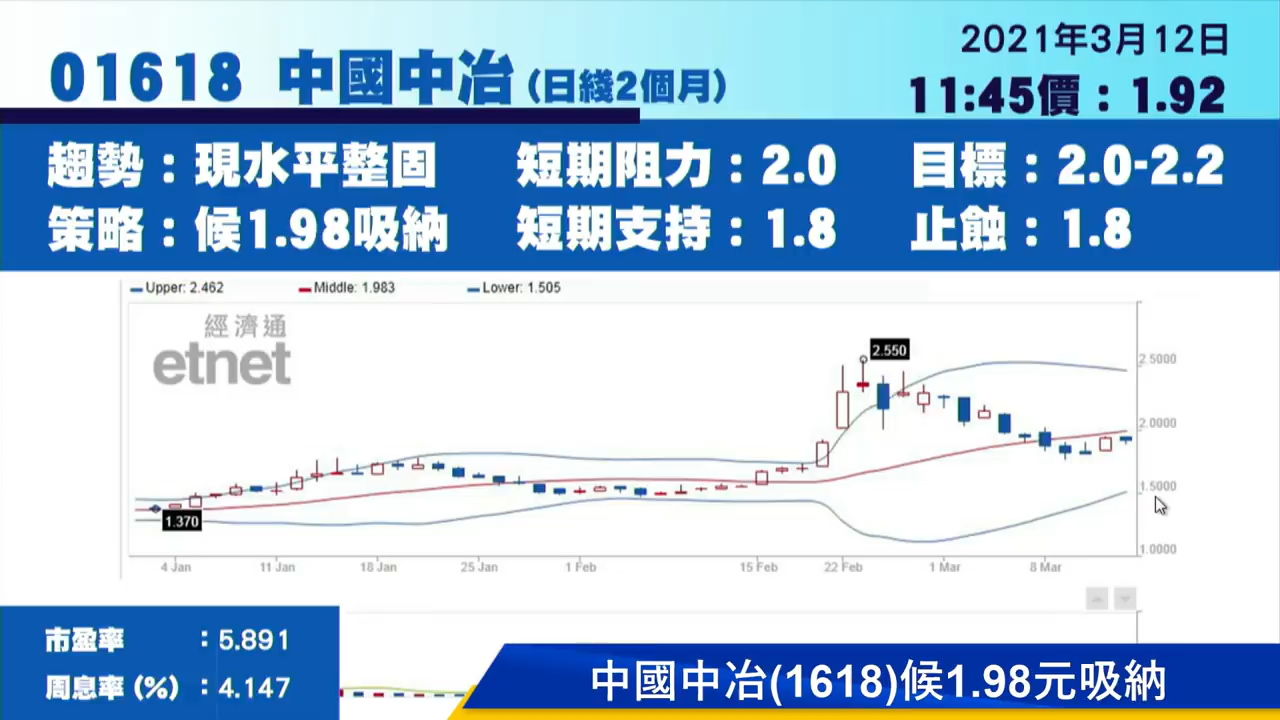 01618 中國中冶 (日綫2個月)
2021年3月12日
11:45價：1.92
趨勢：現水平整固
短期阻力：2.0
目標：2.0-2.2
策略：候1.98吸納
短期支持：1.8
止蝕：1.8
Upper: 2.462 Middle: 1.983 Lower: 1.505
經濟通
etnet
2.550
2.5000
2.0000
1.5000
1.0000
1.370
4 Jan 11 Jan 18 Jan 25 Jan 1 Feb 15 Feb 22 Feb 1 Mar 8 Mar
市盈率 ：5.891
周息率 (%) ：4.147
中國中冶(1618)候1.98元吸納